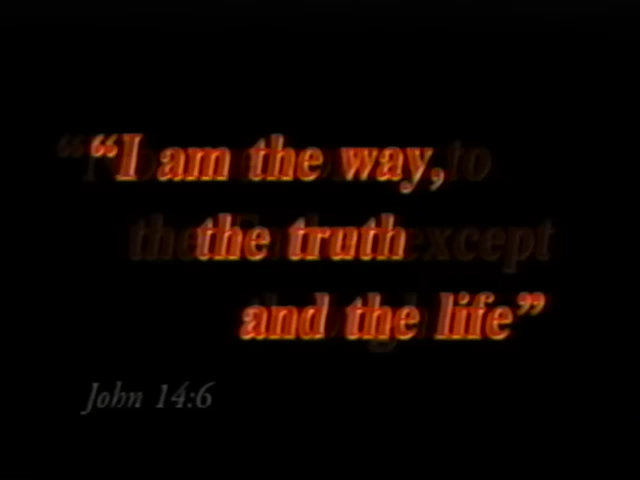 “I am the way,
the truth
and the life”
John 14:6